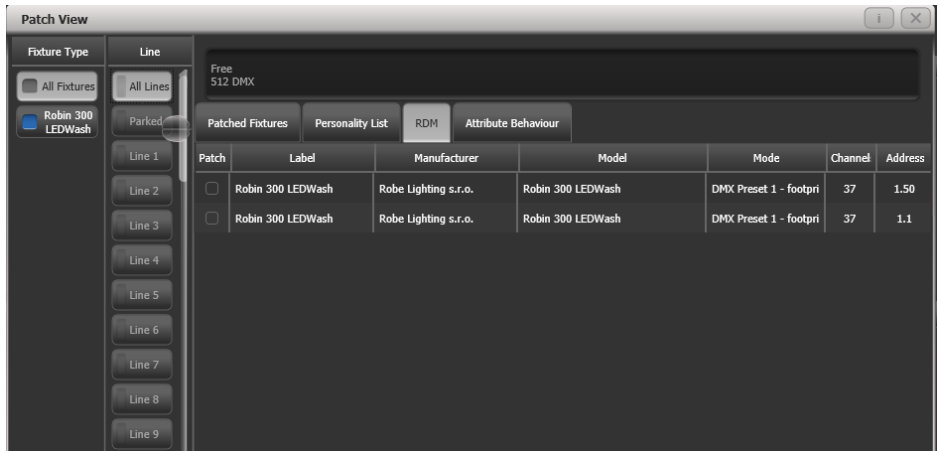 Patch View
i X
Fixture Type
All Fixtures
Robin 300
LEDWash
Line
All Lines
Parked
Line 1
Line 2
Line 3
Line 4
Line 5
Line 6
Line 7
Line 8
Line 9
Free
512 DMX
Patched Fixtures Personality List RDM Attribute Behaviour
Patch Label Manufacturer Model Mode Channel Address
Robin 300 LEDWash Robe Lighting s.r.o. Robin 300 LEDWash DMX Preset 1 - footpri 37 1.50
Robin 300 LEDWash Robe Lighting s.r.o. Robin 300 LEDWash DMX Preset 1 - footpri 37 1.1